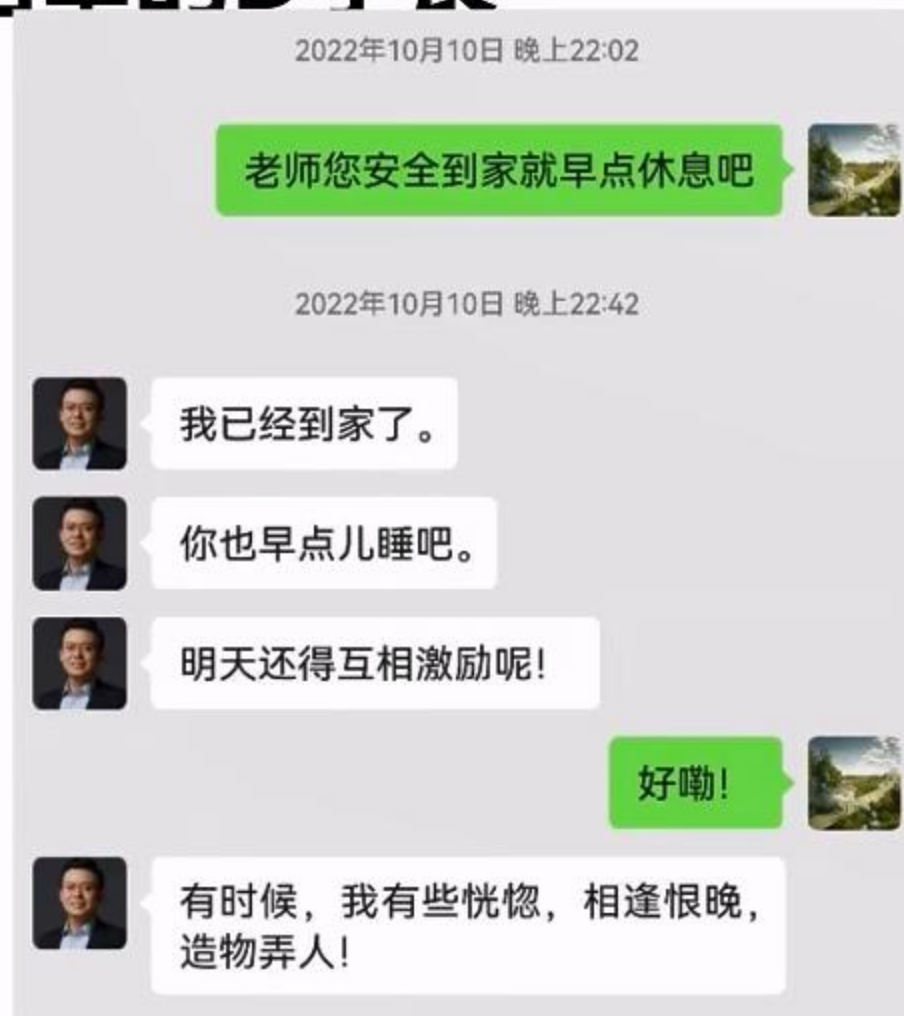 2022年10月10日 晚上22:02
老师您安全到家就早点休息吧
2022年10月10日 晚上22:42
我已经到家了。
你也早点儿睡吧。
明天还得互相激励呢!
好嘞!
有时候，我有些恍惚，相逢恨晚，
造物弄人!